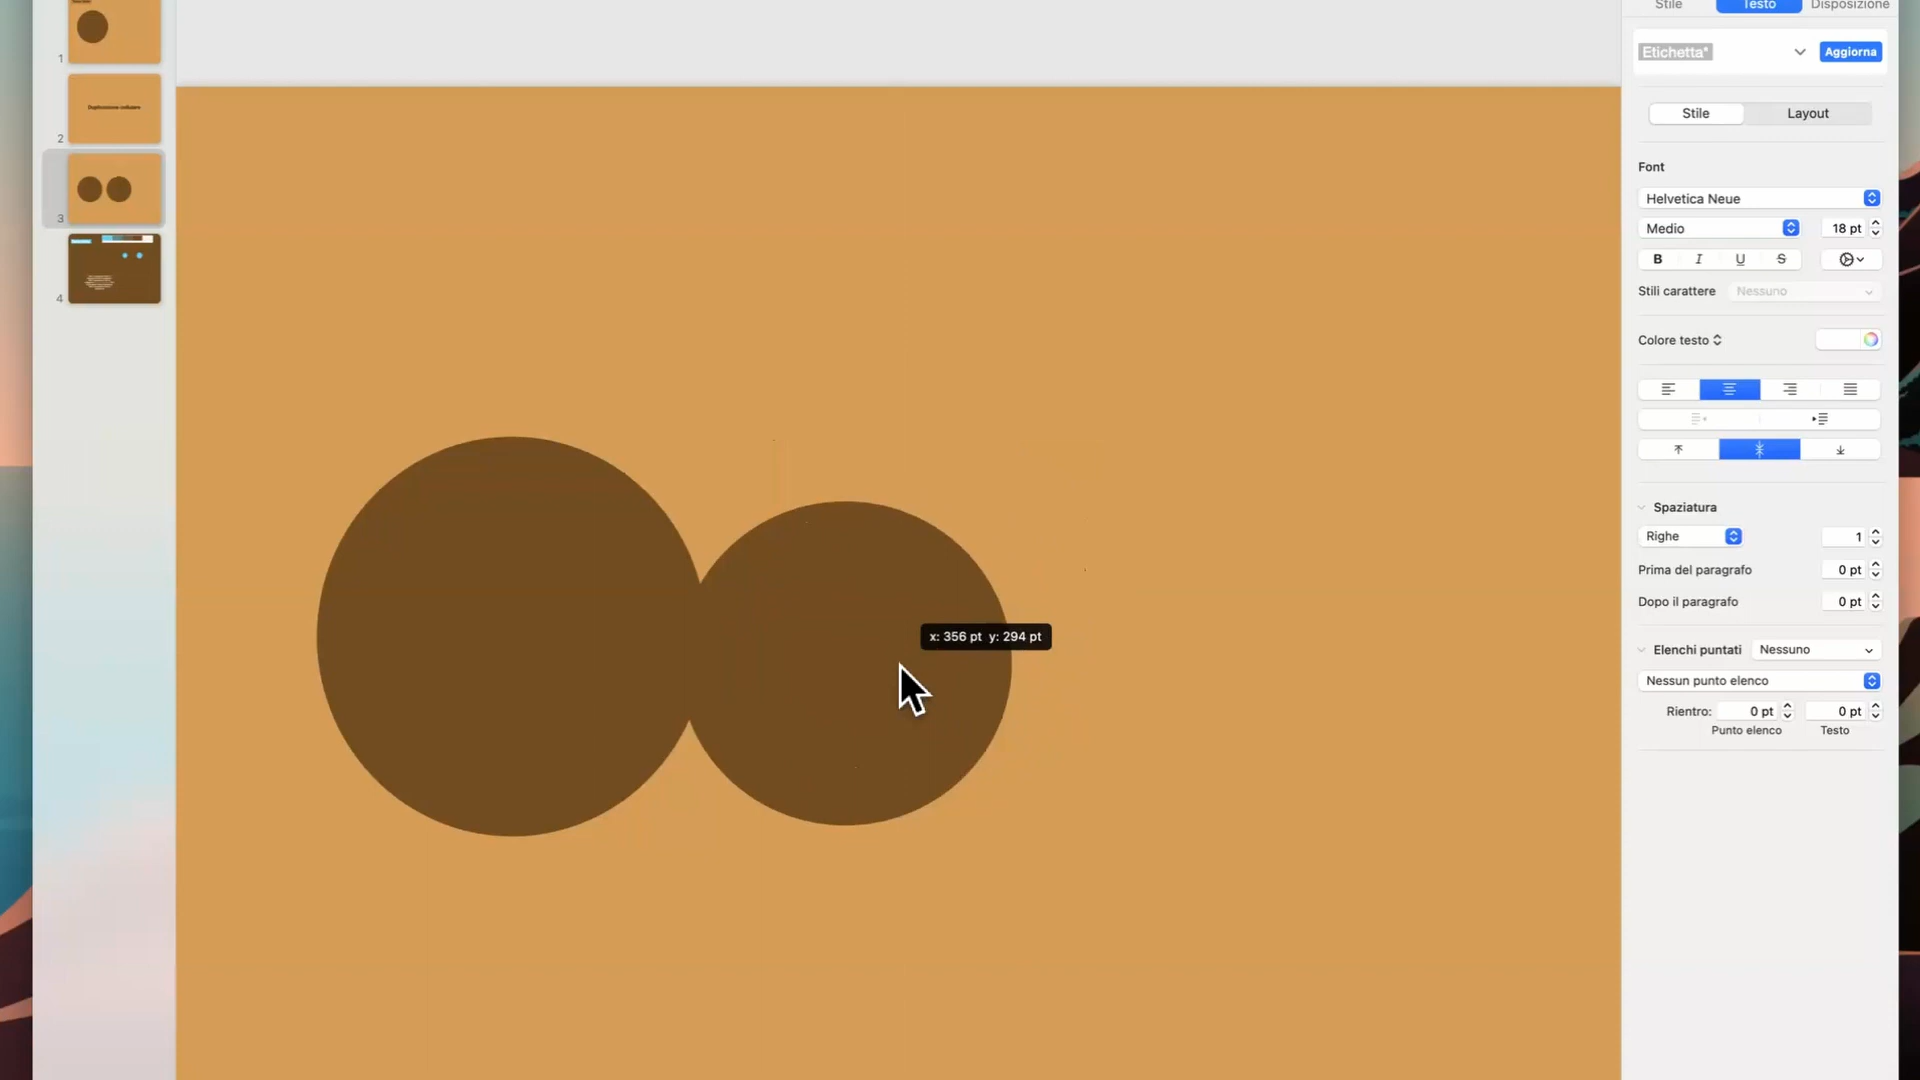 Stile Testo Disposizione
Etichetta* Aggiorna
Stile Layout
Font
Helvetica Neue
Medio 18 pt
B I U S
Stili carattere Nessuno
Colore testo
Spaziatura
Righe 1
Prima del paragrafo 0 pt
Dopo il paragrafo 0 pt
Elenchi puntati Nessuno
Nessun punto elenco
Rientro: 0 pt 0 pt
Punto elenco Testo
1
Duplicazione cellulare
2
3
4
x: 356 pt y: 294 pt